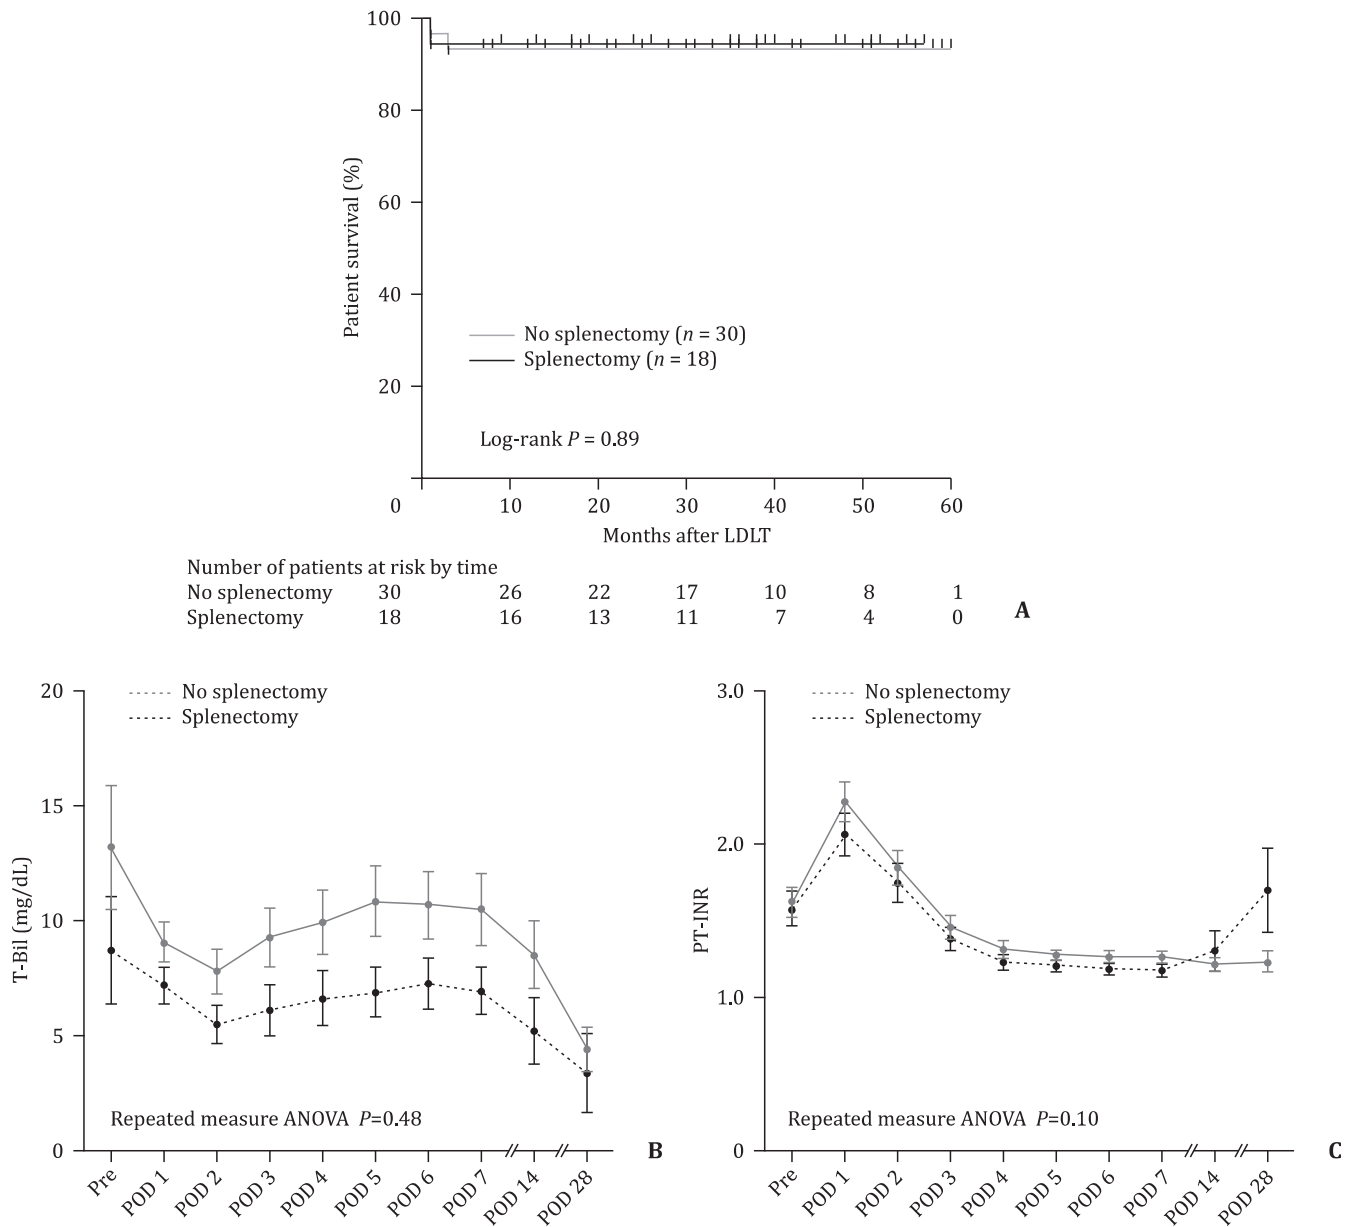 100
80
60
40
20
Patient survival (%)
No splenectomy (n = 30)
Splenectomy (n = 18)
Log-rank P = 0.89
0 10 20 30 40 50 60
Months after LDLT
Number of patients at risk by time
No splenectomy 30 26 22 17 10 8 1
Splenectomy 18 16 13 11 7 4 0
A
20
15
10
5
0
T-Bil (mg/dL)
No splenectomy
Splenectomy
Repeated measure ANOVA P=0.48
Pre POD 1 POD 2 POD 3 POD 4 POD 5 POD 6 POD 7 POD 14 POD 28
B
3.0
2.0
1.0
0
PT-INR
No splenectomy
Splenectomy
Repeated measure ANOVA P=0.10
Pre POD 1 POD 2 POD 3 POD 4 POD 5 POD 6 POD 7 POD 14 POD 28
C